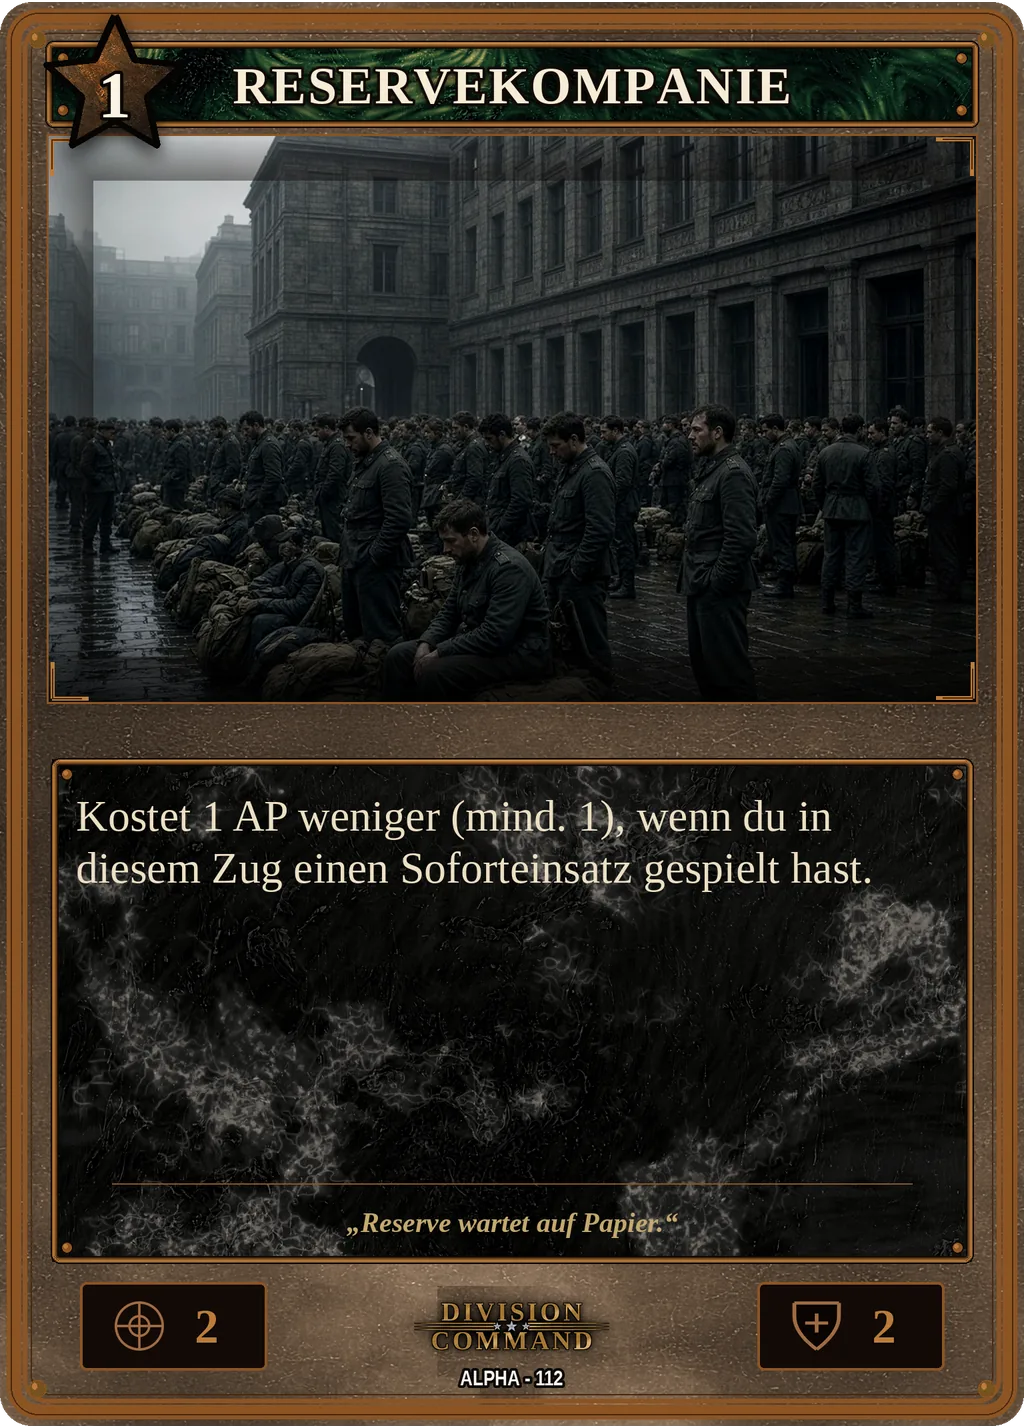 1
RESERVEKOMPANIE
Kostet 1 AP weniger (mind. 1), wenn du in
diesem Zug einen Soforteinsatz gespielt hast.
„Reserve wartet auf Papier.“
2
DIVISION
COMMAND
2
ALPHA - 112